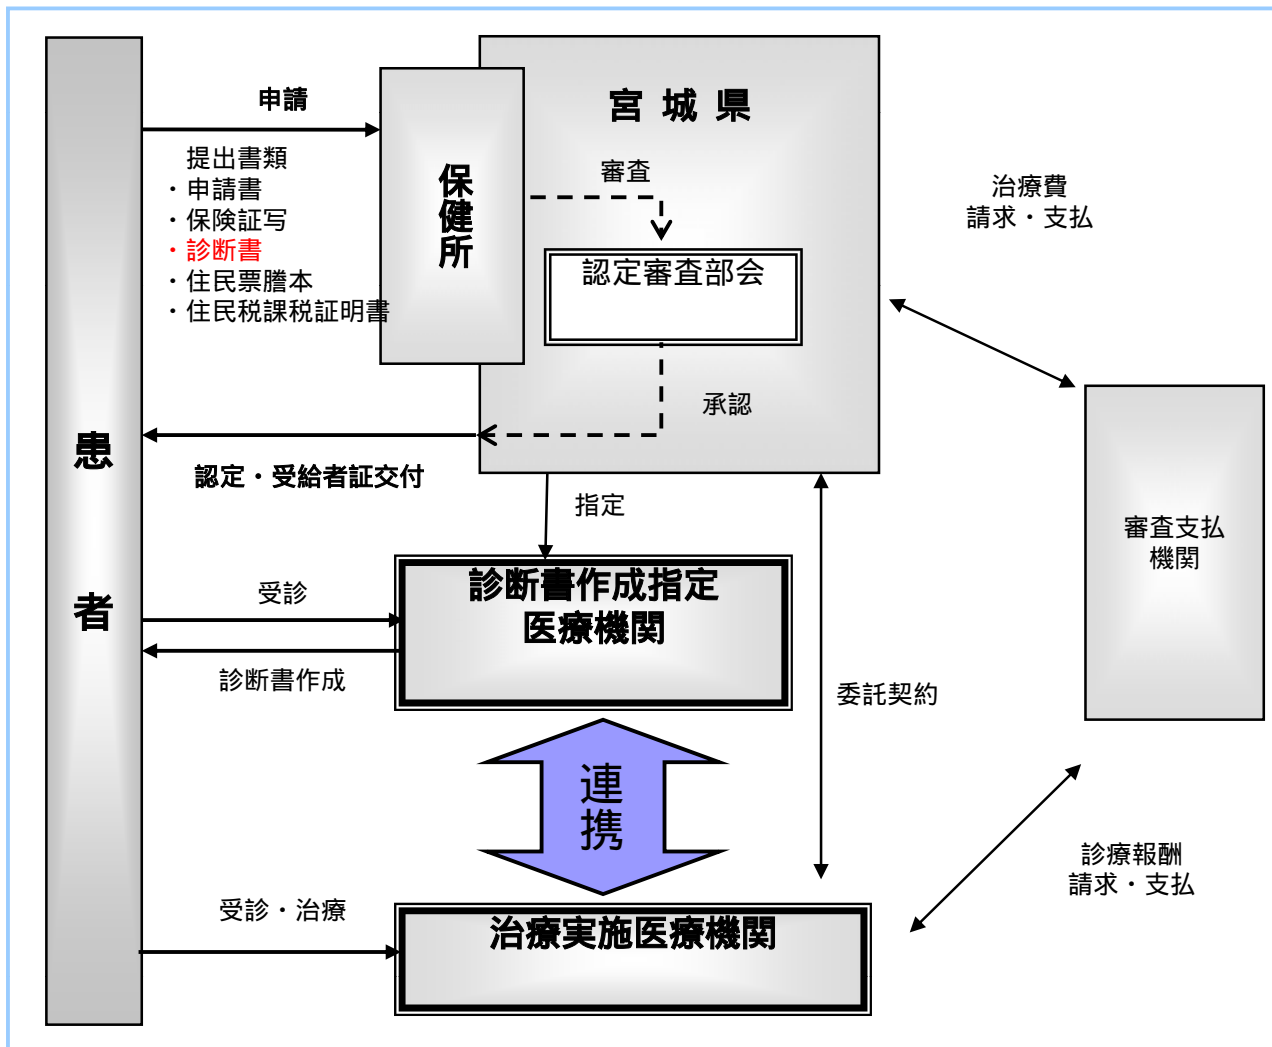 申請
宮城県
保健所
審査
提出書類
・申請書
・保険証写
・診断書
・住民票謄本
・住民税課税証明書
認定審査部会
治療費
請求・支払
承認
認定・受給者証交付
患者
指定
審査支払
機関
診断書作成指定
医療機関
受診
診断書作成
委託契約
連携
診療報酬
請求・支払
受診・治療
治療実施医療機関